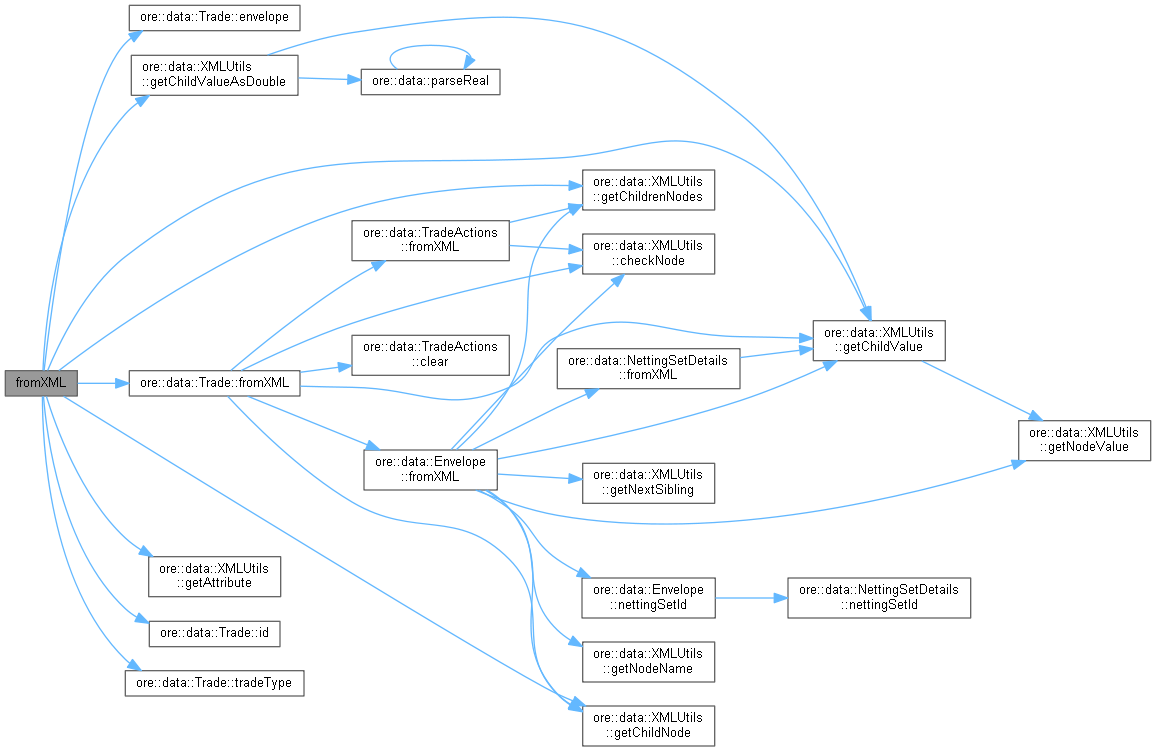 ore::data::Trade::envelope
ore::data::XMLUtils
::getChildValueAsDouble
ore::data::parseReal
ore::data::XMLUtils
::getChildrenNodes
ore::data::TradeActions
::fromXML
ore::data::XMLUtils
::checkNode
ore::data::TradeActions
::clear
ore::data::XMLUtils
::getChildValue
ore::data::NettingSetDetails
::fromXML
fromXML
ore::data::Trade::fromXML
ore::data::XMLUtils
::getNodeValue
ore::data::Envelope
::fromXML
ore::data::XMLUtils
::getNextSibling
ore::data::XMLUtils
::getAttribute
ore::data::Envelope
::nettingSetId
ore::data::NettingSetDetails
::nettingSetId
ore::data::Trade::id
ore::data::XMLUtils
::getNodeName
ore::data::Trade::tradeType
ore::data::XMLUtils
::getChildNode